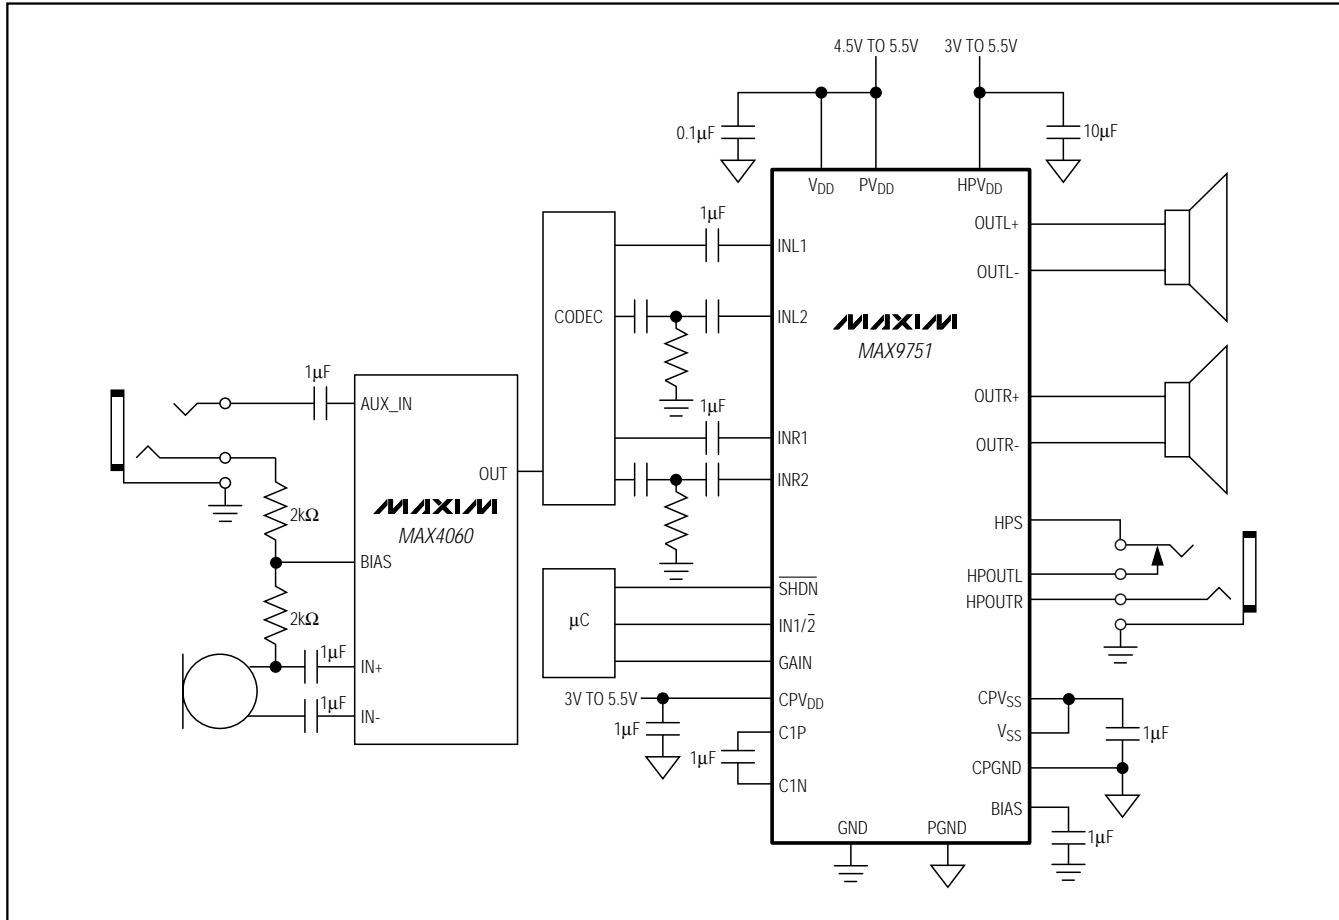 4.5V TO 5.5V
3V TO 5.5V
0.1µF
10µF
VDD
PVDD
HPVDD
1µF
INL1
OUTL+
OUTL-
CODEC
INL2
MAXIM
MAX9751
1µF
AUX_IN
1µF
INR1
OUTR+
OUTR-
OUT
INR2
2kΩ
MAXIM
MAX4060
HPS
BIAS
HPOUTL
HPOUTR
µC
SHDN
IN1/2̅
GAIN
2kΩ
1µF
IN+
1µF
IN-
3V TO 5.5V
CPVDD
1µF
C1P
1µF
C1N
CPVSS
VSS
1µF
CPGND
BIAS
1µF
GND
PGND